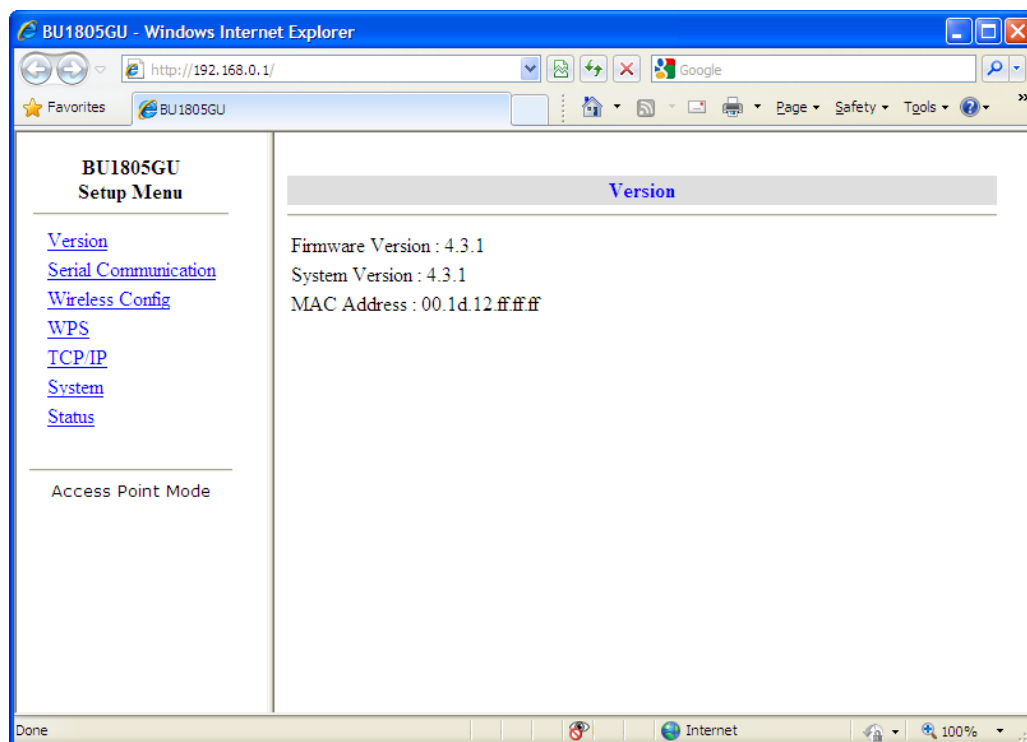 BU1805GU - Windows Internet Explorer
http://192.168.0.1/
Google
Favorites
BU1805GU
Page
Safety
Tools
»
BU1805GU
Setup Menu
Version
Serial Communication
Wireless Config
WPS
TCP/IP
System
Status
Access Point Mode
Version
Firmware Version : 4.3.1
System Version : 4.3.1
MAC Address : 00.1d.12.ff.ff.ff
Done
Internet
100%